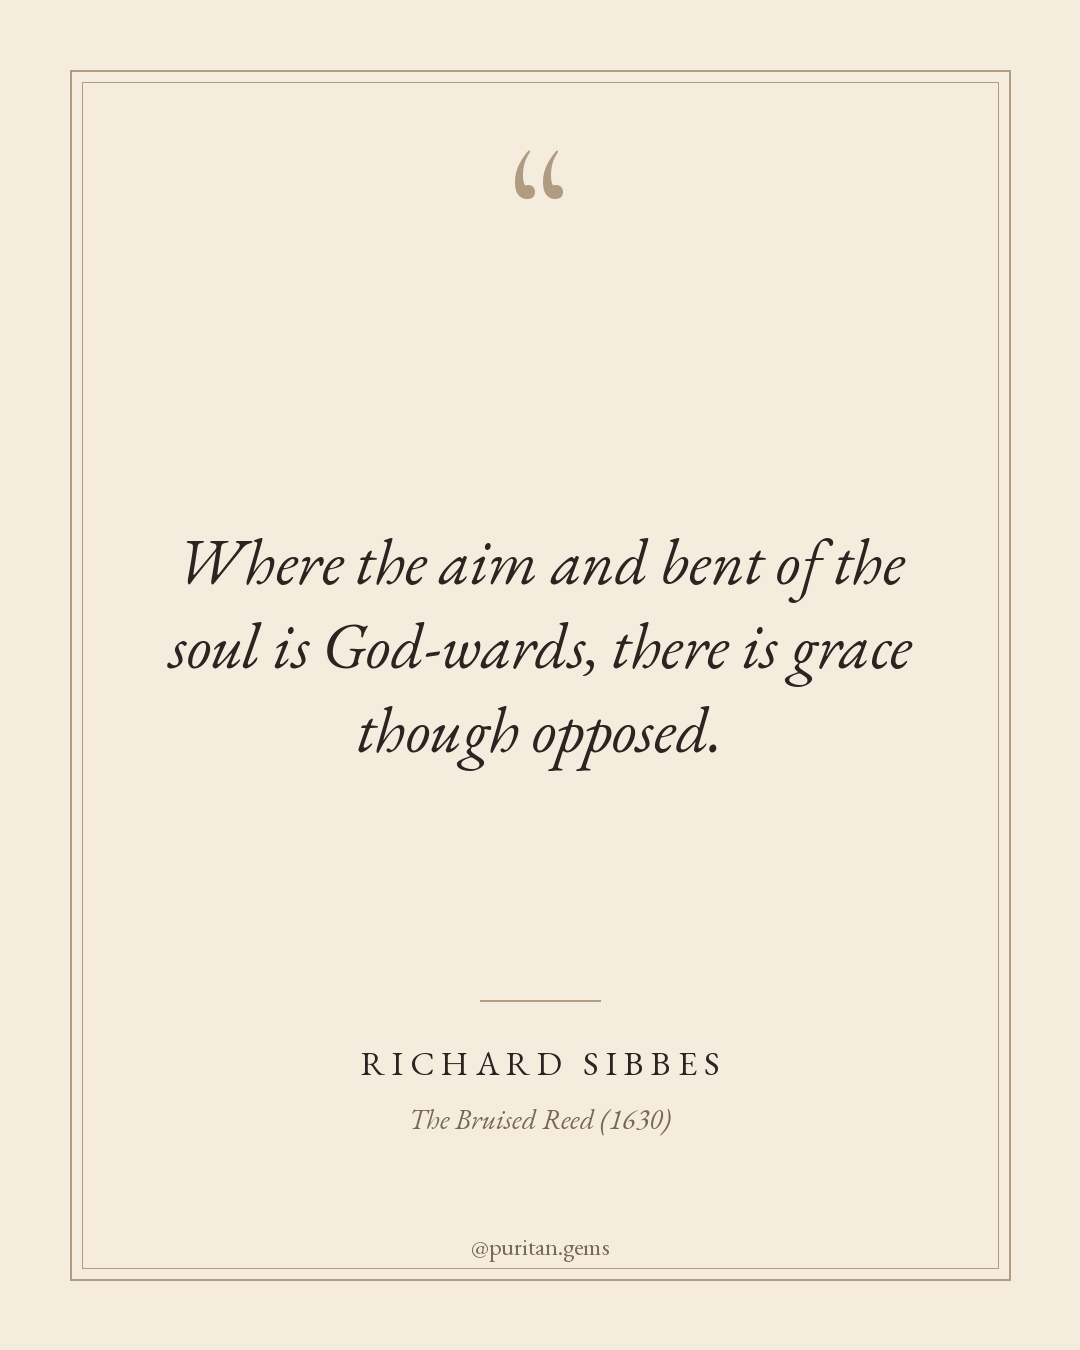 “
Where the aim and bent of the
soul is God-wards, there is grace
though opposed.
RICHARD SIBBES
The Bruised Reed (1630)
@puritan.gems